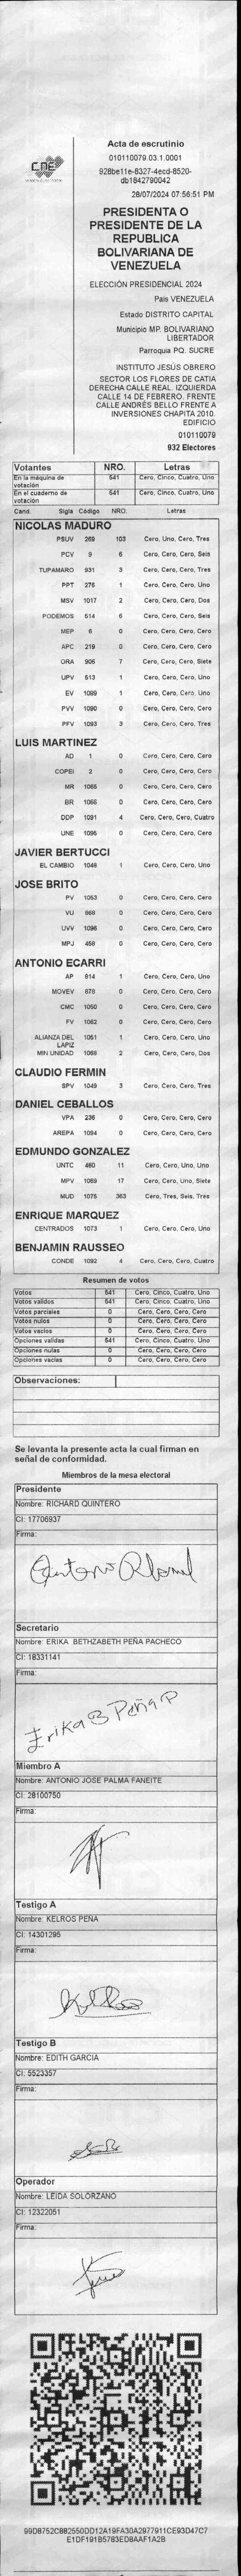 CNE
Acta de escrutinio
010110079.03.1.0001
928be11e-8327-4ecd-8520-
db1842790042
28/07/2024 07:56:51 PM
PRESIDENTA O
PRESIDENTE DE LA
REPUBLICA
BOLIVARIANA DE
VENEZUELA
ELECCIÓN PRESIDENCIAL 2024
País VENEZUELA
Estado DISTRITO CAPITAL
Municipio MP. BOLIVARIANO
LIBERTADOR
Parroquia PQ. SUCRE
INSTITUTO JESÚS OBRERO
SECTOR LOS FLORES DE CATIA
DERECHA CALLE REAL. IZQUIERDA
CALLE 14 DE FEBRERO. FRENTE
CALLE ANDRÉS BELLO FRENTE A
INVERSIONES CHAPITA 2010.
EDIFICIO
010110079
932 Electores
Votantes NRO. Letras
En la máquina de votación 541 Cero, Cinco, Cuatro, Uno
En el cuaderno de votación 541 Cero, Cinco, Cuatro, Uno
Cand. Sigla Código NRO. Letras
NICOLAS MADURO
PSUV 269 103 Cero, Uno, Cero, Tres
PCV 9 6 Cero, Cero, Cero, Seis
TUPAMARO 931 3 Cero, Cero, Cero, Tres
PPT 276 1 Cero, Cero, Cero, Uno
MSV 1017 2 Cero, Cero, Cero, Dos
PODEMOS 514 6 Cero, Cero, Cero, Seis
MEP 6 0 Cero, Cero, Cero, Cero
APC 219 0 Cero, Cero, Cero, Cero
ORA 906 7 Cero, Cero, Cero, Siete
UPV 513 1 Cero, Cero, Cero, Uno
EV 1089 1 Cero, Cero, Cero, Uno
PVV 1090 0 Cero, Cero, Cero, Cero
PFV 1093 3 Cero, Cero, Cero, Tres
LUIS MARTINEZ
AD 1 0 Cero, Cero, Cero, Cero
COPEI 2 0 Cero, Cero, Cero, Cero
MR 1065 0 Cero, Cero, Cero, Cero
BR 1066 0 Cero, Cero, Cero, Cero
DDP 1091 4 Cero, Cero, Cero, Cuatro
UNE 1095 0 Cero, Cero, Cero, Cero
JAVIER BERTUCCI
EL CAMBIO 1048 1 Cero, Cero, Cero, Uno
JOSE BRITO
PV 1053 0 Cero, Cero, Cero, Cero
VU 868 0 Cero, Cero, Cero, Cero
UVV 1096 0 Cero, Cero, Cero, Cero
MPJ 458 0 Cero, Cero, Cero, Cero
ANTONIO ECARRI
AP 914 1 Cero, Cero, Cero, Uno
MOVEV 878 0 Cero, Cero, Cero, Cero
CMC 1050 0 Cero, Cero, Cero, Cero
FV 1062 0 Cero, Cero, Cero, Cero
ALIANZA DEL LAPIZ 1051 1 Cero, Cero, Cero, Uno
MIN UNIDAD 1068 2 Cero, Cero, Cero, Dos
CLAUDIO FERMIN
SPV 1049 3 Cero, Cero, Cero, Tres
DANIEL CEBALLOS
VPA 236 0 Cero, Cero, Cero, Cero
AREPA 1094 0 Cero, Cero, Cero, Cero
EDMUNDO GONZALEZ
UNTC 460 11 Cero, Cero, Uno, Uno
MPV 1069 17 Cero, Cero, Uno, Siete
MUD 1075 363 Cero, Tres, Seis, Tres
ENRIQUE MARQUEZ
CENTRADOS 1073 1 Cero, Cero, Cero, Uno
BENJAMIN RAUSSEO
CONDE 1092 4 Cero, Cero, Cero, Cuatro
Resumen de votos
Votos 541 Cero, Cinco, Cuatro, Uno
Votos validos 541 Cero, Cinco, Cuatro, Uno
Votos parciales 0 Cero, Cero, Cero, Cero
Votos nulos 0 Cero, Cero, Cero, Cero
Votos vacios 0 Cero, Cero, Cero, Cero
Opciones validas 541 Cero, Cinco, Cuatro, Uno
Opciones nulas 0 Cero, Cero, Cero, Cero
Opciones vacias 0 Cero, Cero, Cero, Cero
Observaciones:
Se levanta la presente acta la cual firman en
señal de conformidad.
Miembros de la mesa electoral
Presidente
Nombre: RICHARD QUINTERO
CI: 17706937
Firma:
Secretario
Nombre: ERIKA BETHZABETH PEÑA PACHECO
CI: 18331141
Firma:
Erika B Peña P
Miembro A
Nombre: ANTONIO JOSE PALMA FANEITE
CI: 28100750
Firma:
Testigo A
Nombre: KELROS PEÑA
CI: 14301295
Firma:
Testigo B
Nombre: EDITH GARCIA
CI: 5523357
Firma:
Operador
Nombre: LEIDA SOLORZANO
CI: 12322051
Firma:
99D8752C882550DD12A19FA30A2977911CE93D47C7
E1DF191B5783ED8AAF1A2B